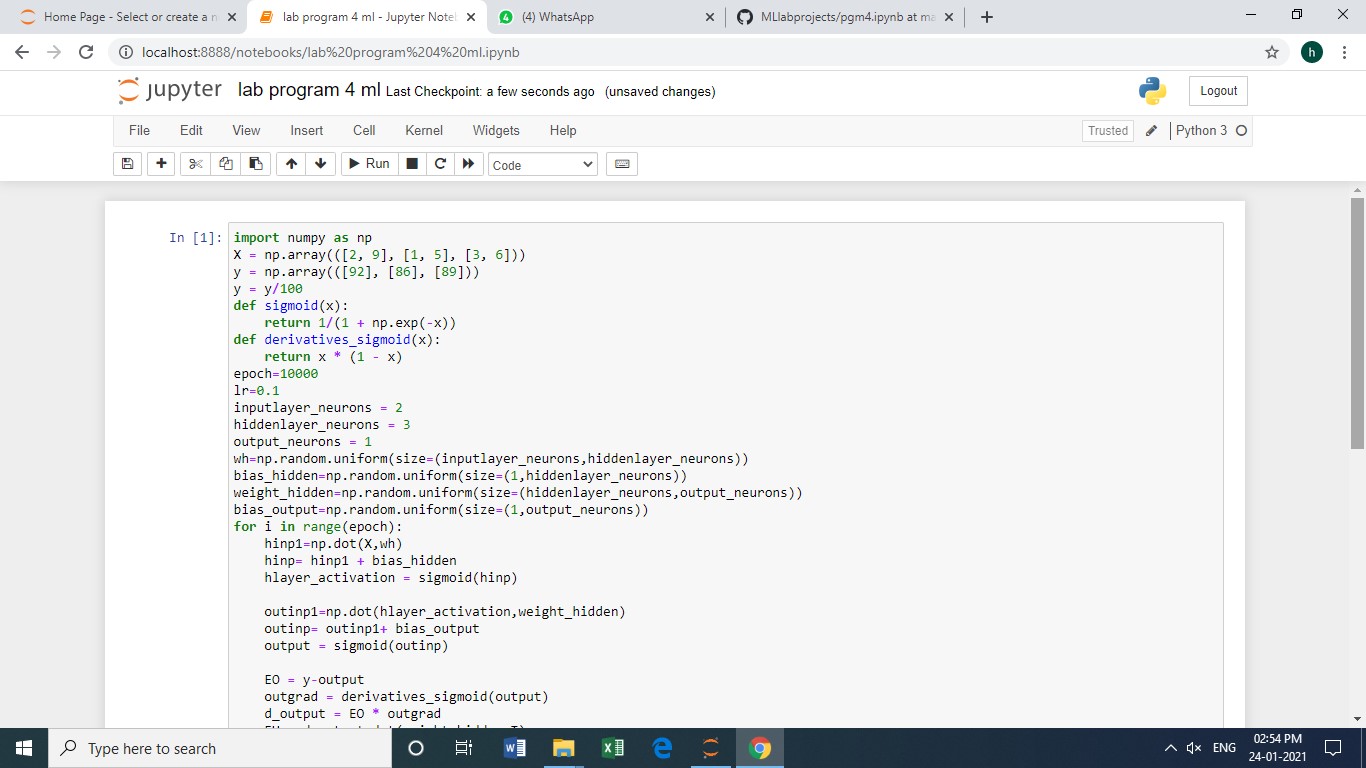 Home Page - Select or create a n
lab program 4 ml - Jupyter Note
(4) WhatsApp
MLlabprojects/pgm4.ipynb at ma
localhost:8888/notebooks/lab%20program%204%20ml.ipynb
h
jupyter lab program 4 ml Last Checkpoint: a few seconds ago (unsaved changes)
Logout
File Edit View Insert Cell Kernel Widgets Help
Trusted
Python 3
Run
Code
In [1]:
import numpy as np
X = np.array(([2, 9], [1, 5], [3, 6]))
y = np.array(([92], [86], [89]))
y = y/100
def sigmoid(x):
    return 1/(1 + np.exp(-x))
def derivatives_sigmoid(x):
    return x * (1 - x)
epoch=10000
lr=0.1
inputlayer_neurons = 2
hiddenlayer_neurons = 3
output_neurons = 1
wh=np.random.uniform(size=(inputlayer_neurons,hiddenlayer_neurons))
bias_hidden=np.random.uniform(size=(1,hiddenlayer_neurons))
weight_hidden=np.random.uniform(size=(hiddenlayer_neurons,output_neurons))
bias_output=np.random.uniform(size=(1,output_neurons))
for i in range(epoch):
    hinp1=np.dot(X,wh)
    hinp= hinp1 + bias_hidden
    hlayer_activation = sigmoid(hinp)
    outinp1=np.dot(hlayer_activation,weight_hidden)
    outinp= outinp1+ bias_output
    output = sigmoid(outinp)
    EO = y-output
    outgrad = derivatives_sigmoid(output)
    d_output = EO * outgrad
Type here to search
ENG
02:54 PM
24-01-2021